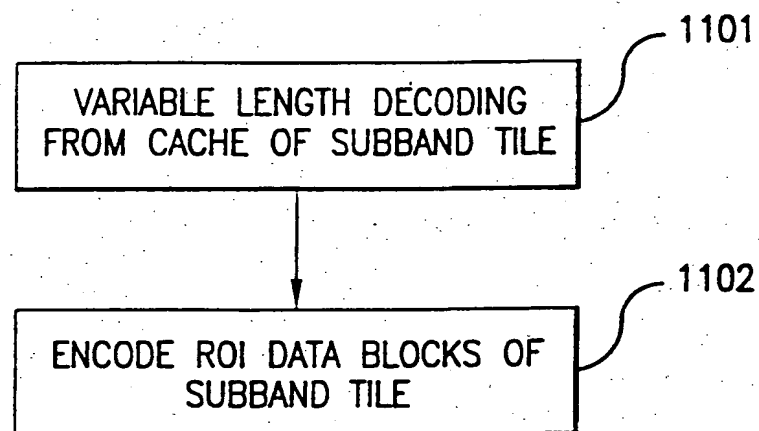 1101
VARIABLE LENGTH DECODING
FROM CACHE OF SUBBAND TILE
1102
ENCODE ROI DATA BLOCKS OF
SUBBAND TILE